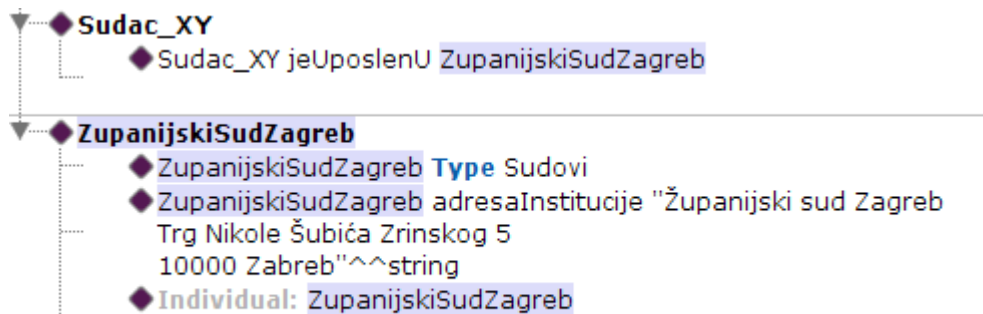 Sudac_XY
Sudac_XY jeUposlenU ZupanijskiSudZagreb
ZupanijskiSudZagreb
ZupanijskiSudZagreb Type Sudovi
ZupanijskiSudZagreb adresaInstitucije "Županijski sud Zagreb
Trg Nikole Šubića Zrinskog 5
10000 Zabreb"^^string
Individual: ZupanijskiSudZagreb